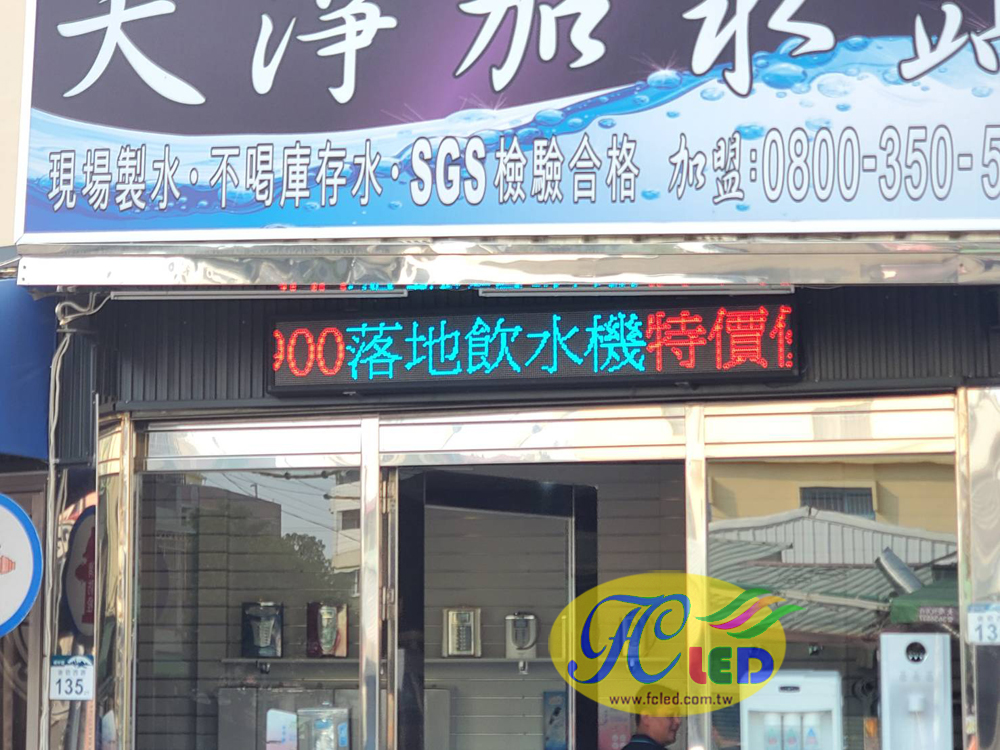 天淨加水站
現場製水·不喝庫存水·SGS檢驗合格 加盟:0800-350-5
00落地飲水機特價
135
FC LED
www.fcled.com.tw